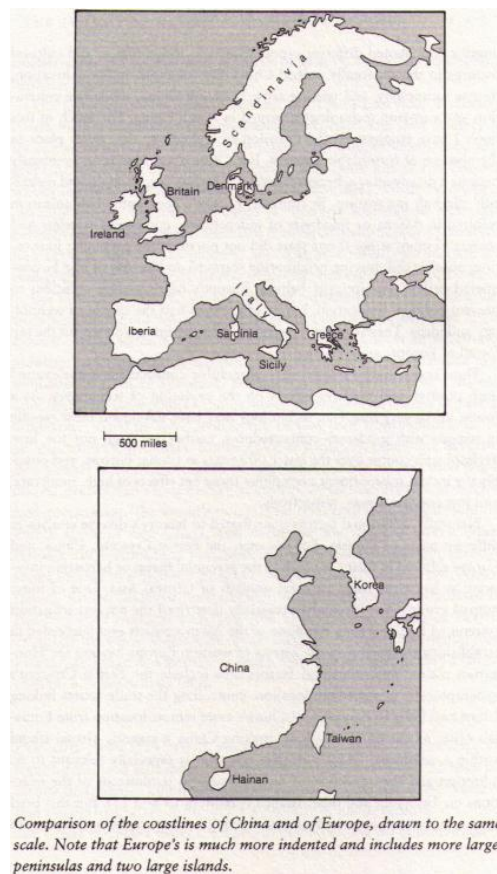 Scandinavia
Britain
Denmark
Ireland
Italy
Iberia
Sardinia
Greece
Sicily
500 miles
Korea
China
Taiwan
Hainan
Comparison of the coastlines of China and of Europe, drawn to the same
scale. Note that Europe's is much more indented and includes more large
peninsulas and two large islands.